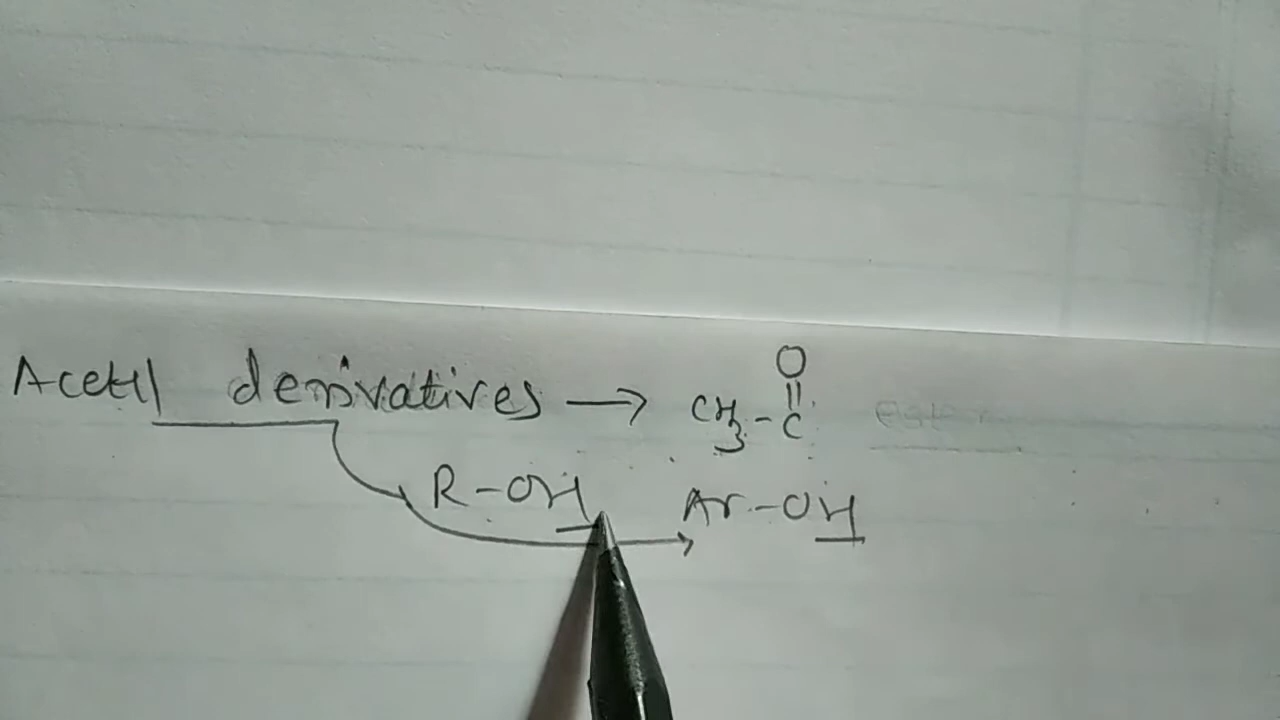 Acetyl derivatives → CH3-C=O
R-OH Ar-OH